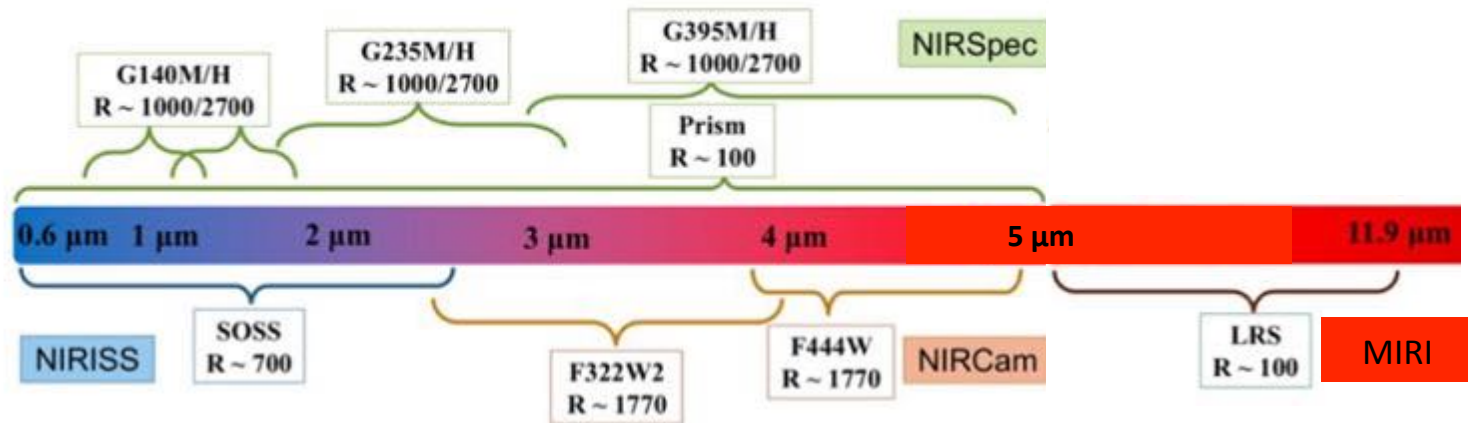 G140M/H
R ~ 1000/2700
G235M/H
R ~ 1000/2700
G395M/H
R ~ 1000/2700
NIRSpec
Prism
R ~ 100
0.6 μm 1 μm 2 μm 3 μm 4 μm 5 μm 11.9 μm
NIRISS
SOSS
R ~ 700
F322W2
R ~ 1770
F444W
R ~ 1770
NIRCam
LRS
R ~ 100
MIRI